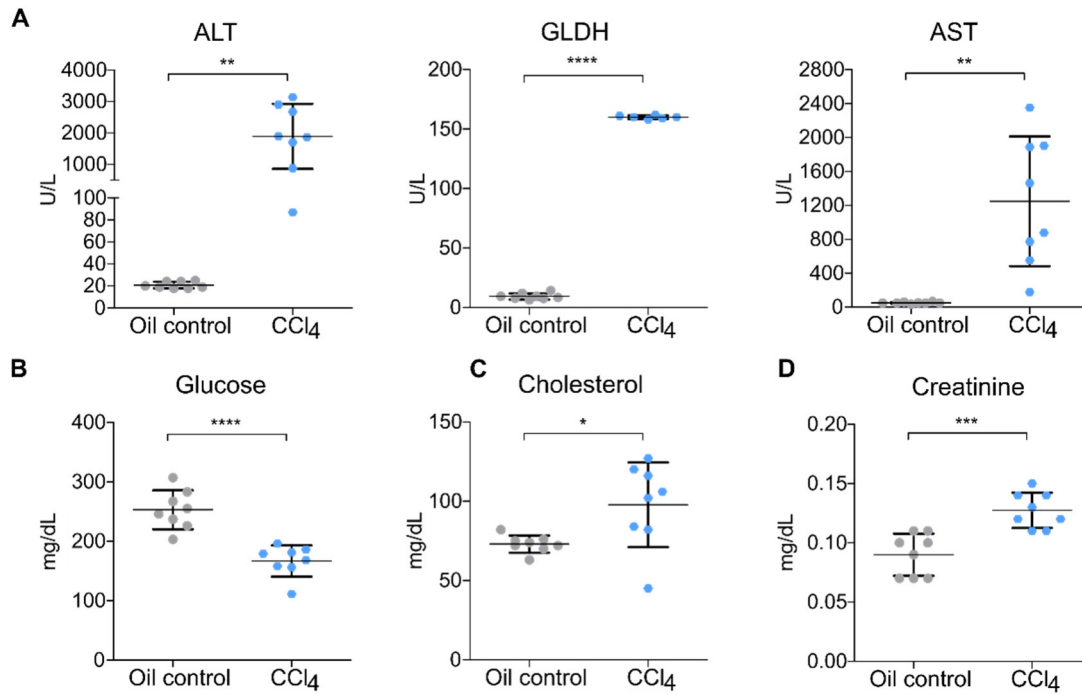 A
ALT
**
4000
3000
2000
1000
100
80
60
40
20
0
U/L
Oil control
CCl4
GLDH
****
200
150
100
50
0
U/L
Oil control
CCl4
AST
**
2800
2400
2000
1600
1200
800
400
0
U/L
Oil control
CCl4
B
Glucose
****
400
300
200
100
0
mg/dL
Oil control
CCl4
C
Cholesterol
*
150
100
50
0
mg/dL
Oil control
CCl4
D
Creatinine
***
0.20
0.15
0.10
0.05
0.00
mg/dL
Oil control
CCl4